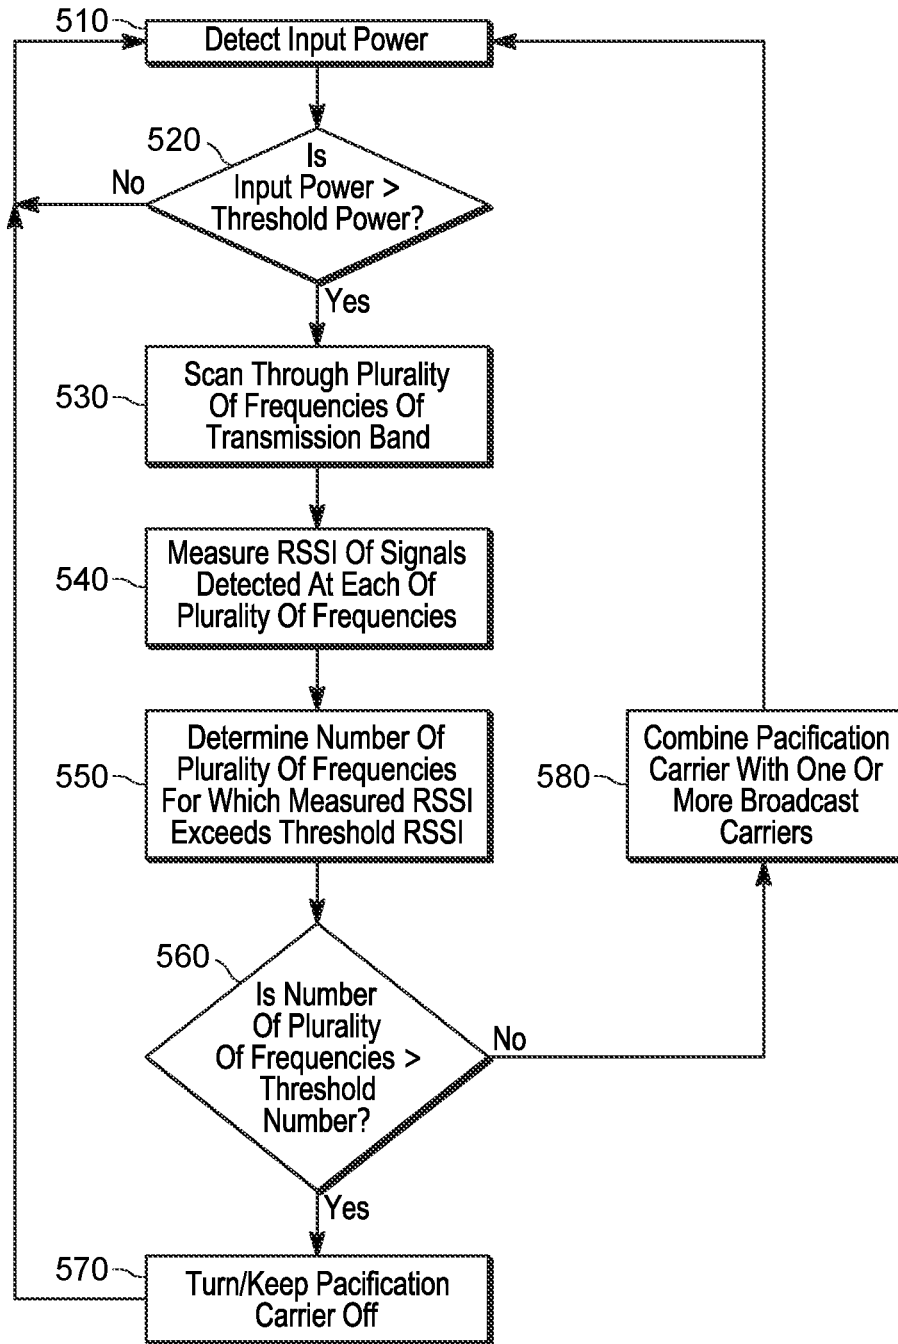 510
Detect Input Power
520
Is
Input Power >
Threshold Power?
No
Yes
530
Scan Through Plurality
Of Frequencies Of
Transmission Band
540
Measure RSSI Of Signals
Detected At Each Of
Plurality Of Frequencies
550
Determine Number Of
Plurality Of Frequencies
For Which Measured RSSI
Exceeds Threshold RSSI
580
Combine Pacification
Carrier With One Or
More Broadcast
Carriers
560
Is Number
Of Plurality
Of Frequencies >
Threshold
Number?
No
Yes
570
Turn/Keep Pacification
Carrier Off